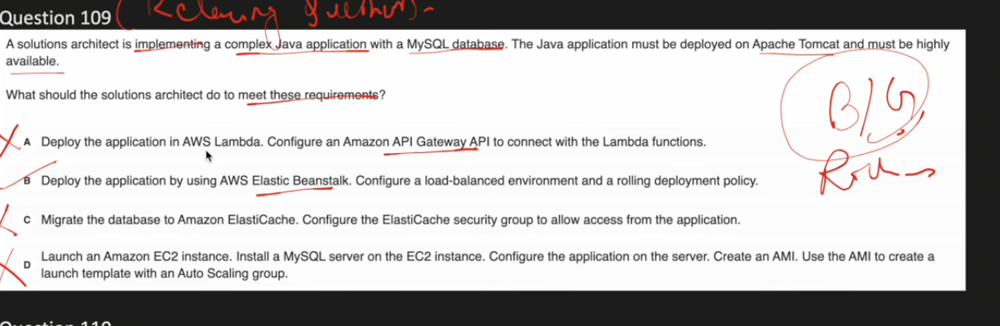 Question 109
A solutions architect is implementing a complex Java application with a MySQL database. The Java application must be deployed on Apache Tomcat and must be highly
available.
What should the solutions architect do to meet these requirements?
B/G
A Deploy the application in AWS Lambda. Configure an Amazon API Gateway API to connect with the Lambda functions.
B Deploy the application by using AWS Elastic Beanstalk. Configure a load-balanced environment and a rolling deployment policy.
C Migrate the database to Amazon ElastiCache. Configure the ElastiCache security group to allow access from the application.
D Launch an Amazon EC2 instance. Install a MySQL server on the EC2 instance. Configure the application on the server. Create an AMI. Use the AMI to create a
launch template with an Auto Scaling group.